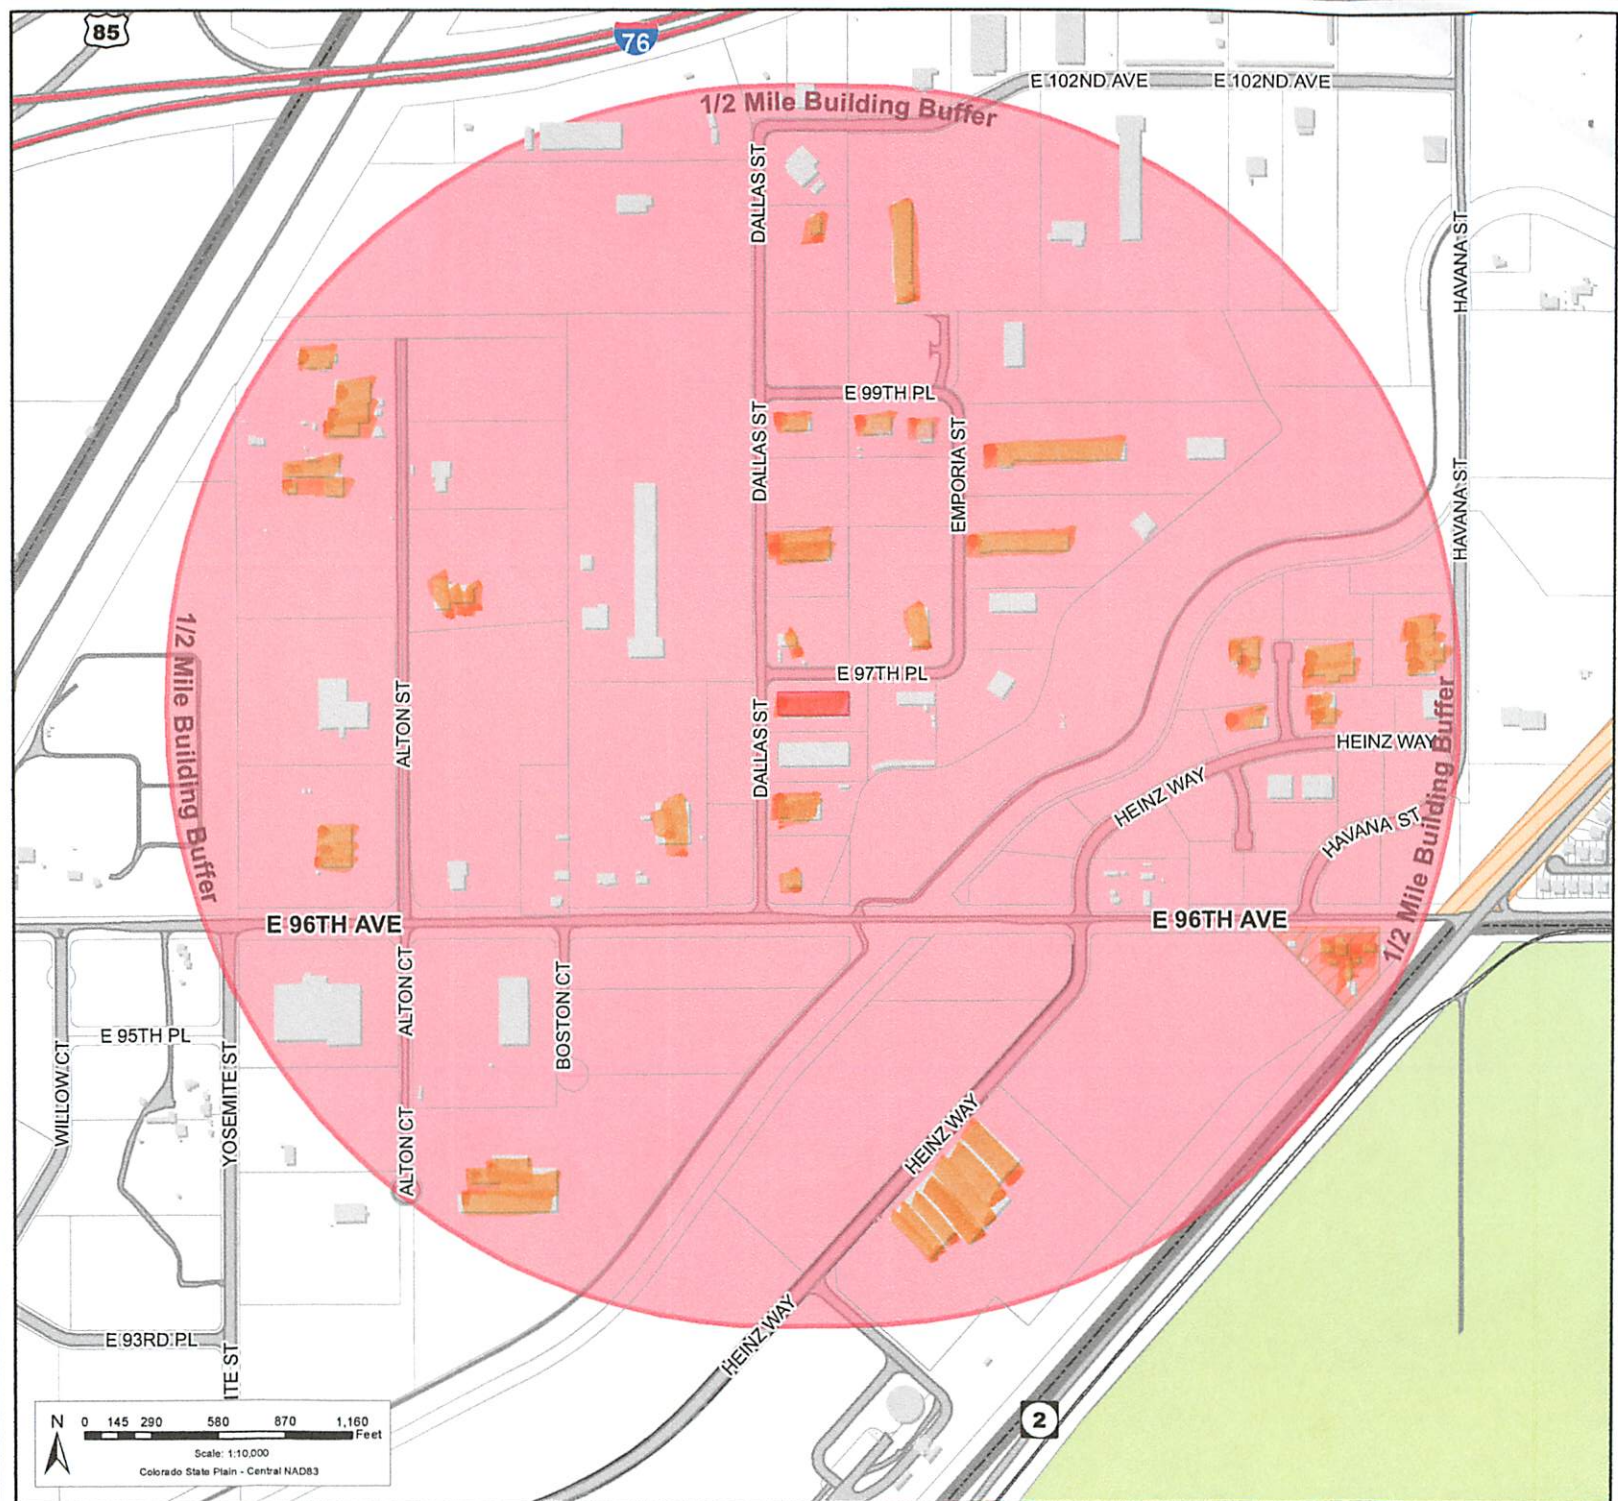 85
76
E 102ND AVE
E 102ND AVE
1/2 Mile Building Buffer
DALLAS ST
HAVANA ST
E 99TH PL
DALLAS ST
EMPORIA ST
HAVANA ST
1/2 Mile Building Buffer
E 97TH PL
ALTON ST
DALLAS ST
HEINZ WAY
HEINZ WAY
1/2 Mile Building Buffer
HAVANA ST
E 96TH AVE
E 96TH AVE
ALTON CT
BOSTON CT
E 95TH PL
WILLOW CT
YOSEMITE ST
ALTON CT
HEINZ WAY
HEINZ WAY
E 93RD PL
ITE ST
2
N
0 145 290 580 870 1,160
Feet
Scale: 1:10,000
Colorado State Plain - Central NAD83